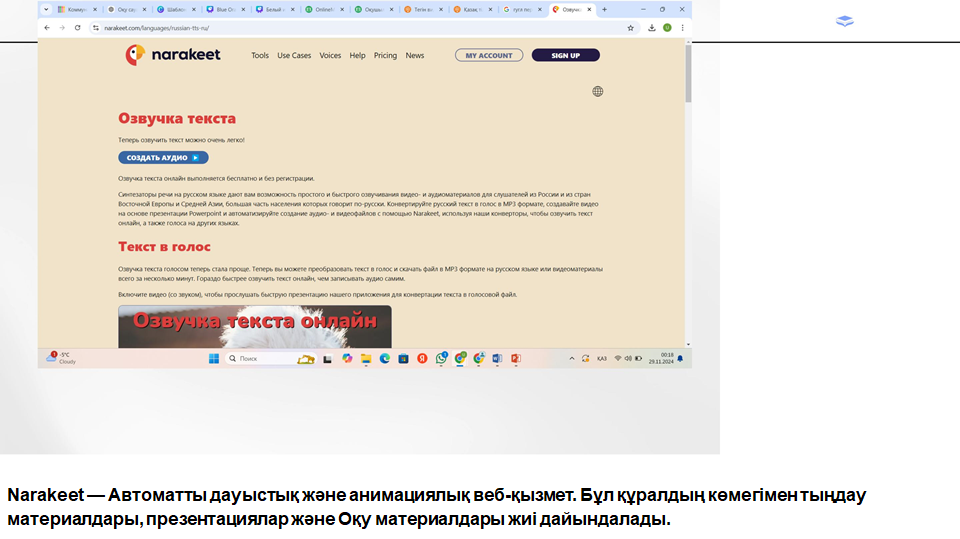 Коммун
Оқу сау
Шаблон
Blue Ora
Белый и
OnlineT
Оқушы
Тегін ви
Қазақ т
гугл пои
Озвучк
narakeet.com/languages/russian-tts-ru/
narakeet Tools Use Cases Voices Help Pricing News MY ACCOUNT SIGN UP
Озвучка текста
Теперь озвучить текст можно очень легко!
СОЗДАТЬ АУДИО
Озвучка текста онлайн выполняется бесплатно и без регистрации.
Синтезаторы речи на русском языке дают вам возможность простого и быстрого озвучивания видео- и аудиоматериалов для слушателей из России и из стран
Восточной Европы и Средней Азии, большая часть населения которых говорит по-русски. Конвертируйте русский текст в голос в MP3 формате, создавайте видео
на основе презентации Powerpoint и автоматизируйте создание аудио- и видеофайлов с помощью Narakeet, используя наши конверторы, чтобы озвучить текст
онлайн, а также голоса на других языках.
Текст в голос
Озвучка текста голосом теперь стала проще. Теперь вы можете преобразовать текст в голос и скачать файл в MP3 формате на русском языке или видеоматериалы
всего за несколько минут. Гораздо быстрее озвучить текст онлайн, чем записывать аудио самим.
Включите видео (со звуком), чтобы прослушать быструю презентацию нашего приложения для конвертации текста в голосовой файл.
Озвучка текста онлайн
-5°C
Cloudy
Поиск
ҚАЗ
00:18
29.11.2024
Narakeet — Автоматты дауыстық және анимациялық веб-қызмет. Бұл құралдың көмегімен тыңдау
материалдары, презентациялар және Оқу материалдары жиі дайындалады.